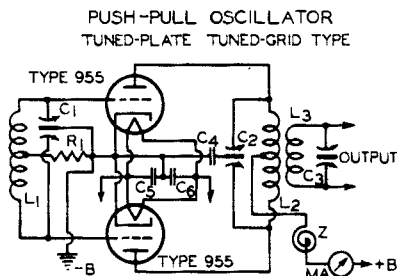 PUSH-PULL OSCILLATOR
TUNED-PLATE TUNED-GRID TYPE
TYPE 955
C1
R1
L1
C4
C2
L3
C5
C6
C3
OUTPUT
L2
-B
TYPE 955
Z
MA
+B